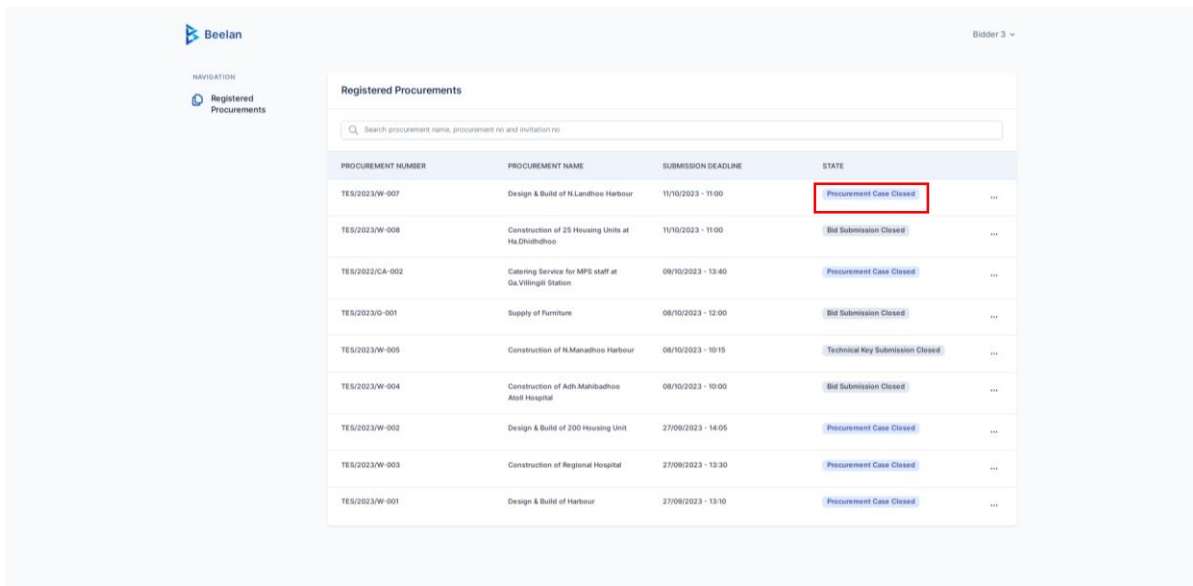 Beelan
Bidder 3
NAVIGATION
Registered
Procurements
Registered Procurements
Search procurement name, procurement no and invitation no
PROCUREMENT NUMBER PROCUREMENT NAME SUBMISSION DEADLINE STATE
TES/2023/W-007 Design & Build of N.Landhoo Harbour 11/10/2023 - 11:00 Procurement Case Closed ...
TES/2023/W-008 Construction of 25 Housing Units at 11/10/2023 - 11:00 Bid Submission Closed ...
Ha.Dhidhdhoo
TES/2022/CA-002 Catering Service for MPS staff at 09/10/2023 - 13:40 Procurement Case Closed ...
Ga.Villingili Station
TES/2023/G-001 Supply of Furniture 08/10/2023 - 12:00 Bid Submission Closed ...
TES/2023/W-005 Construction of N.Manadhoo Harbour 08/10/2023 - 10:15 Technical Key Submission Closed ...
TES/2023/W-004 Construction of Adh.Mahibadhoo 08/10/2023 - 10:00 Bid Submission Closed ...
Atoll Hospital
TES/2023/W-002 Design & Build of 200 Housing Unit 27/09/2023 - 14:05 Procurement Case Closed ...
TES/2023/W-003 Construction of Regional Hospital 27/09/2023 - 13:30 Procurement Case Closed ...
TES/2023/W-001 Design & Build of Harbour 27/09/2023 - 13:10 Procurement Case Closed ...